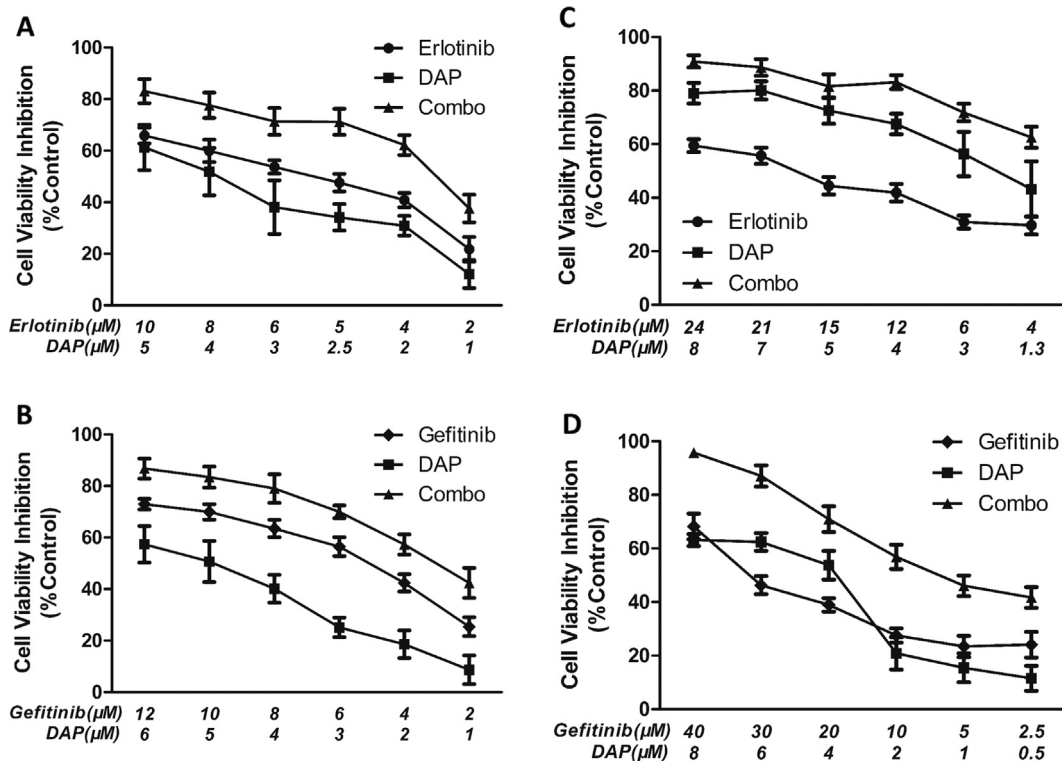 A
Erlotinib
DAP
Combo
Cell Viability Inhibition
(%Control)
100
80
60
40
20
0
Erlotinib(µM) 10 8 6 5 4 2
DAP(µM) 5 4 3 2.5 2 1
B
Gefitinib
DAP
Combo
Cell Viability Inhibition
(%Control)
100
80
60
40
20
0
Gefitinib(µM) 12 10 8 6 4 2
DAP(µM) 6 5 4 3 2 1
C
Cell Viability Inhibition
(%Control)
100
80
60
40
20
0
Erlotinib
DAP
Combo
Erlotinib(µM) 24 21 15 12 6 4
DAP(µM) 8 7 5 4 3 1.3
D
Gefitinib
DAP
Combo
Cell Viability Inhibition
(%Control)
100
80
60
40
20
0
Gefitinib(µM) 40 30 20 10 5 2.5
DAP(µM) 8 6 4 2 1 0.5